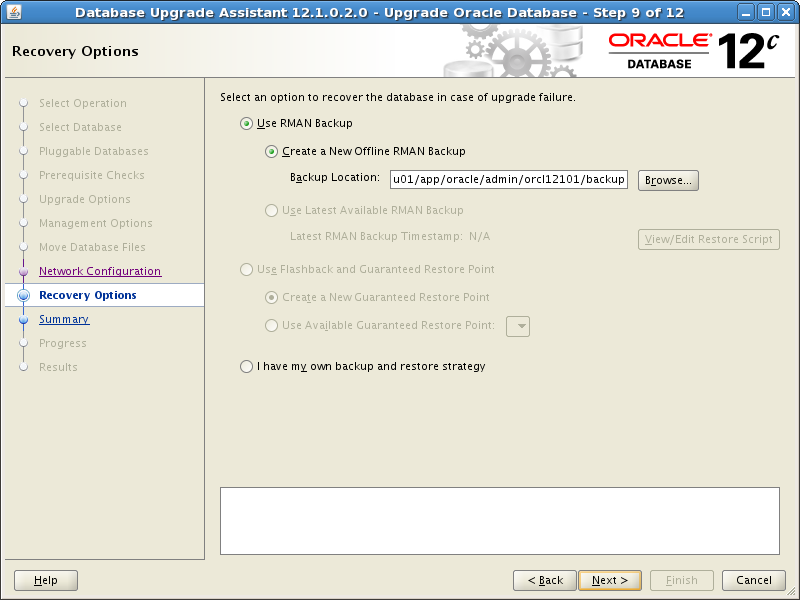 Database Upgrade Assistant 12.1.0.2.0 - Upgrade Oracle Database - Step 9 of 12
Recovery Options
ORACLE®
DATABASE
12c
Select Operation
Select Database
Pluggable Databases
Prerequisite Checks
Upgrade Options
Management Options
Move Database Files
Network Configuration
Recovery Options
Summary
Progress
Results
Select an option to recover the database in case of upgrade failure.
Use RMAN Backup
Create a New Offline RMAN Backup
Backup Location: u01/app/oracle/admin/orcl12101/backup Browse...
Use Latest Available RMAN Backup
Latest RMAN Backup Timestamp: N/A View/Edit Restore Script
Use Flashback and Guaranteed Restore Point
Create a New Guaranteed Restore Point
Use Available Guaranteed Restore Point:
I have my own backup and restore strategy
Help < Back Next > Finish Cancel